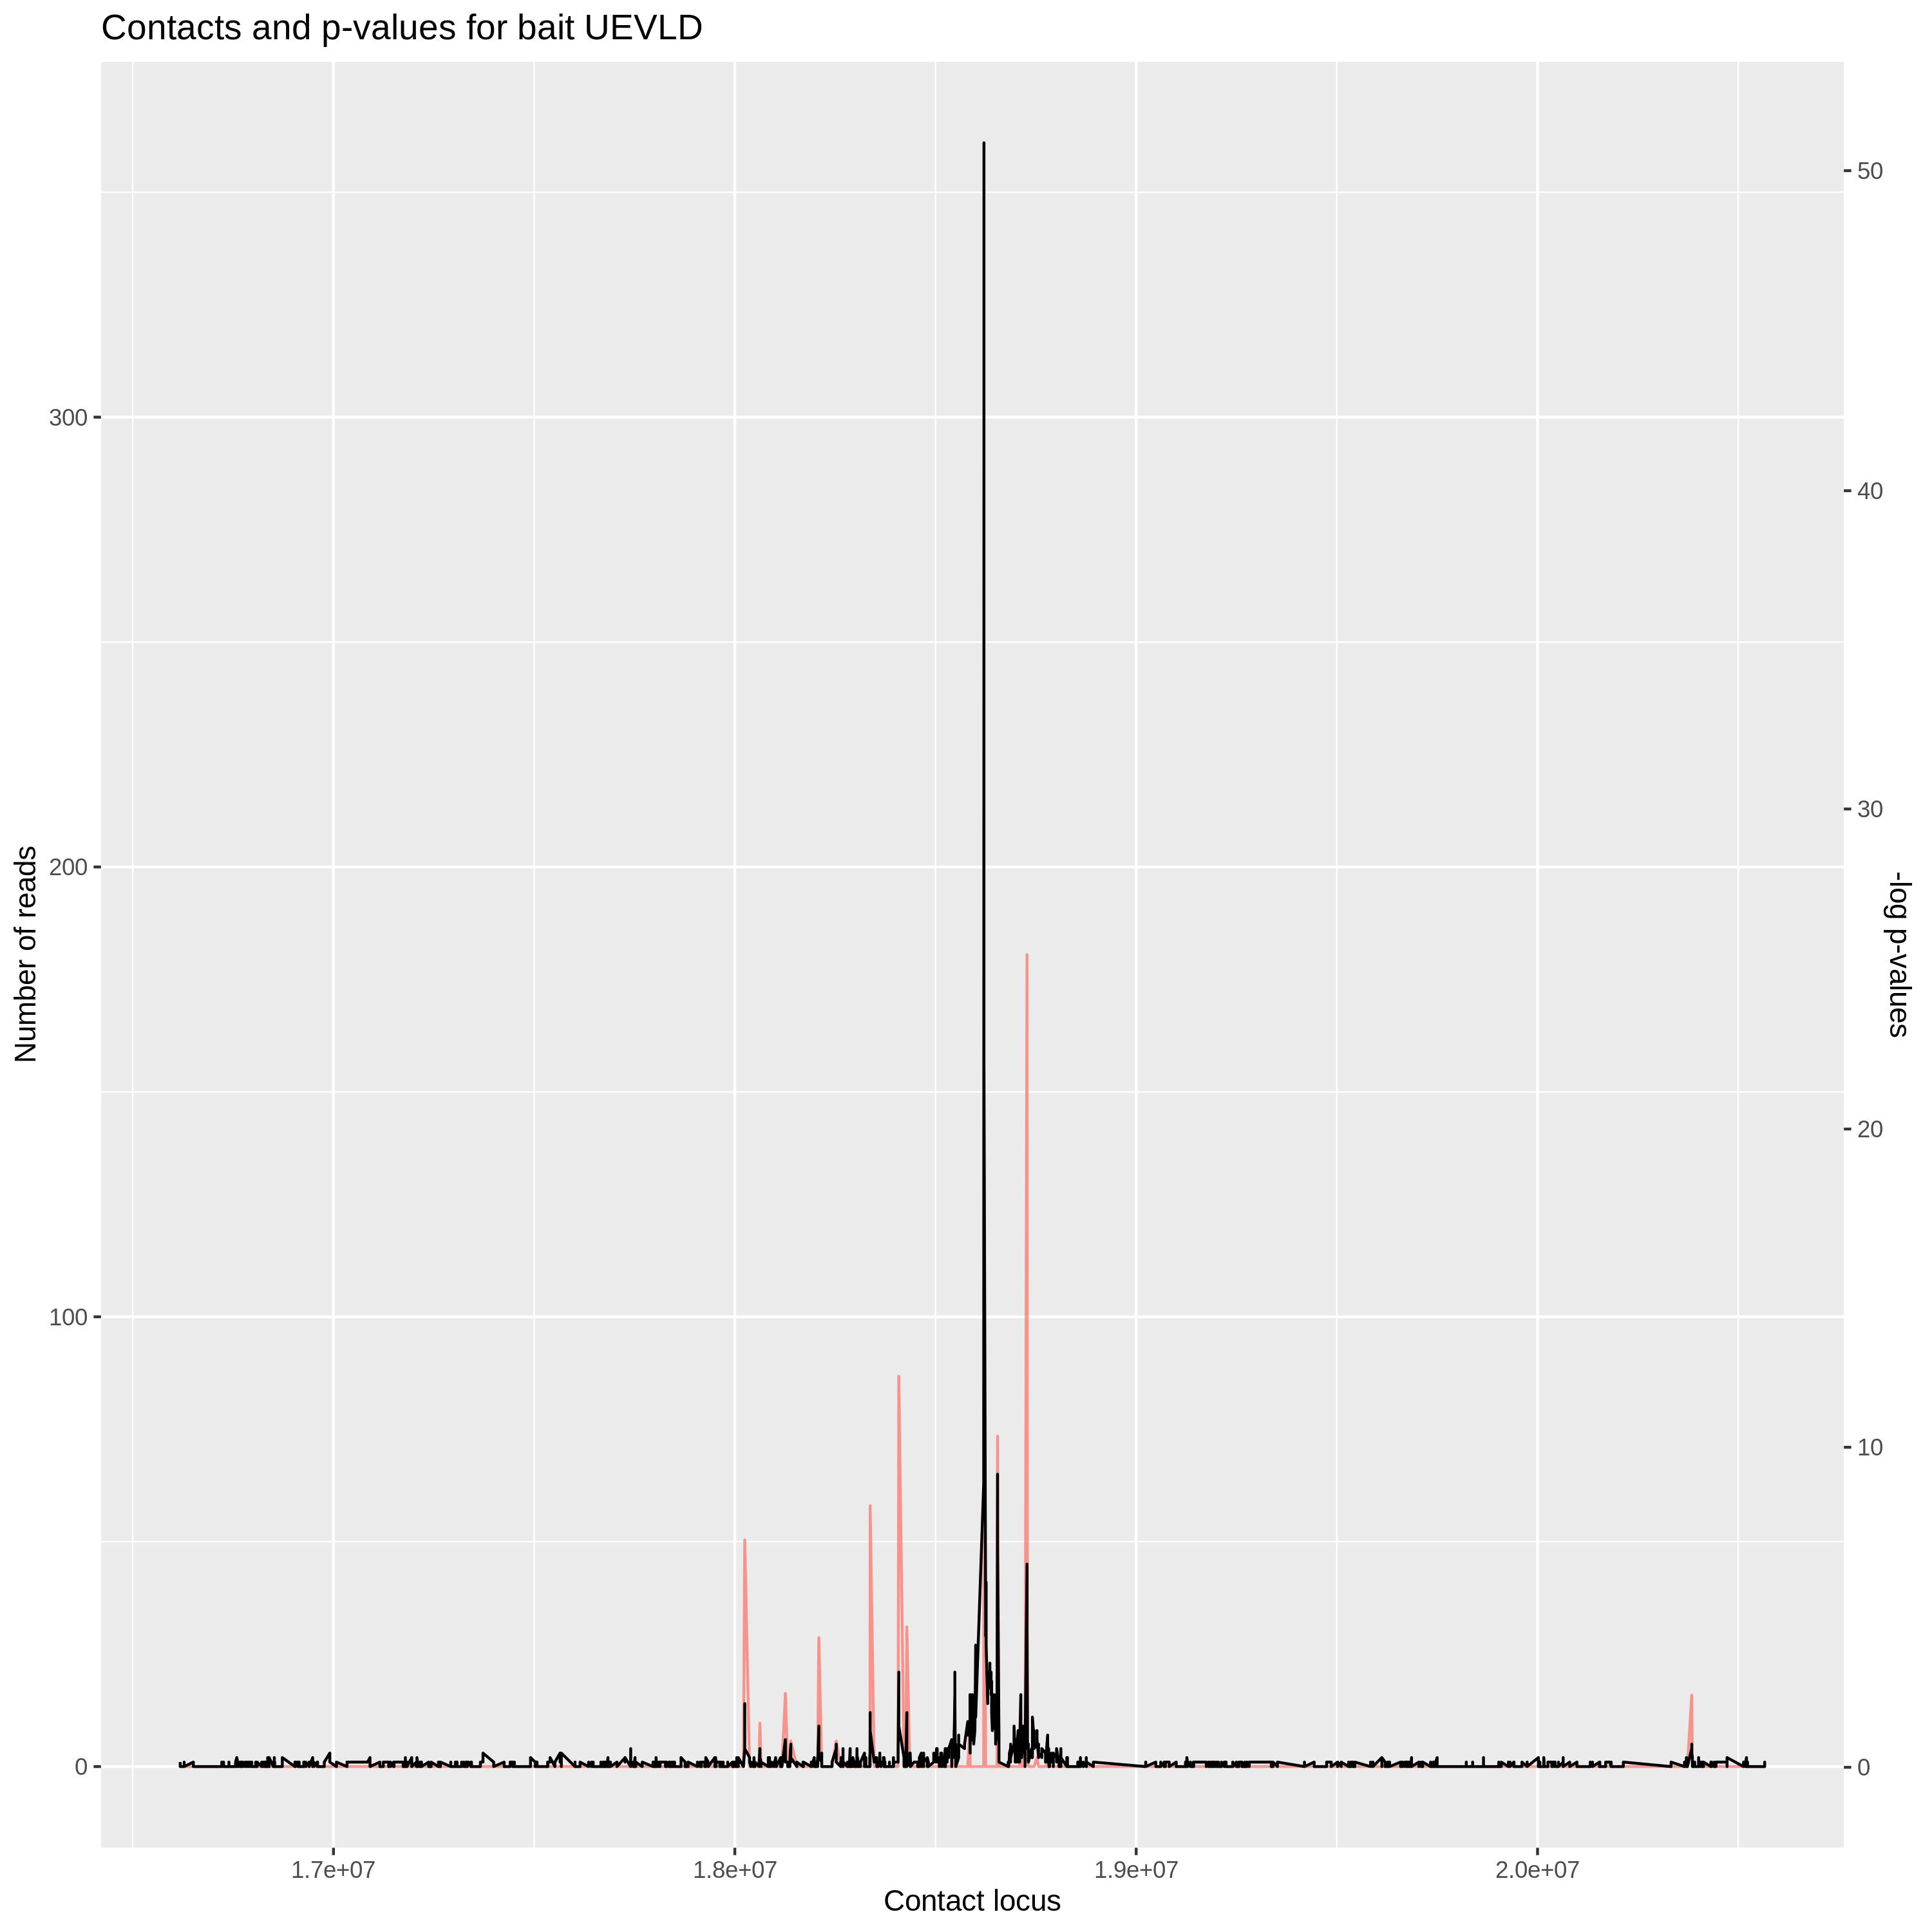 Contacts and p-values for bait UEVLD
Number of reads
300
200
100
0
50
40
30
20
10
0
-log p-values
1.7e+07
1.8e+07
1.9e+07
2.0e+07
Contact locus